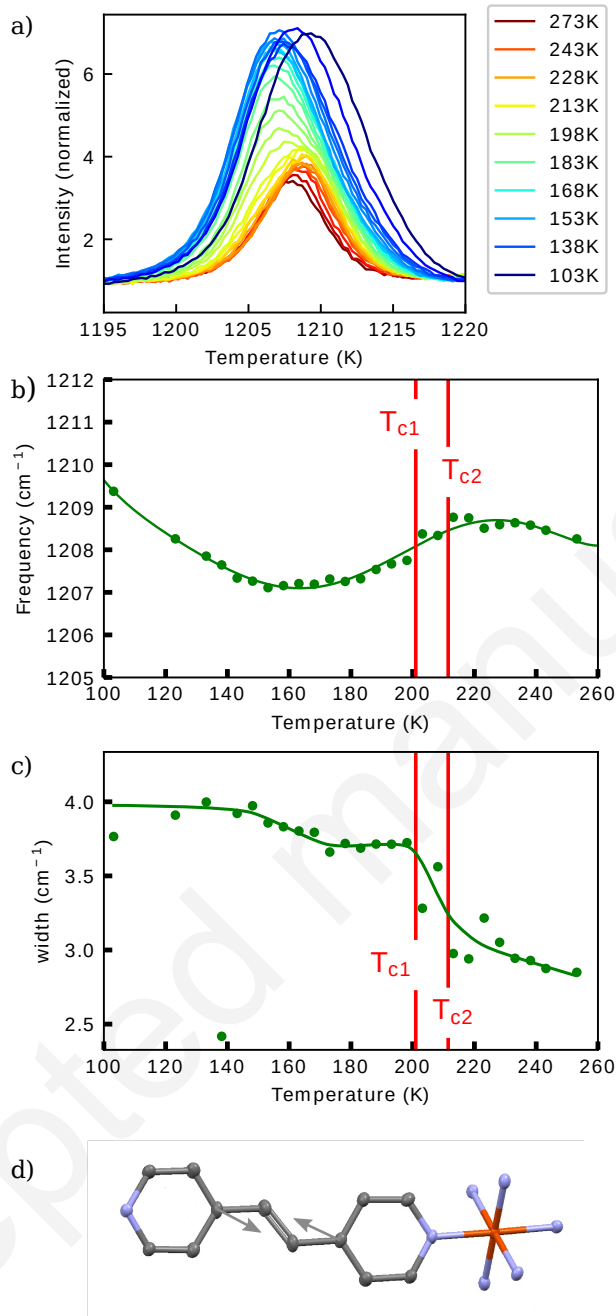 a)
Intensity (normalized)
6
4
2
1195 1200 1205 1210 1215 1220
Temperature (K)
273K
243K
228K
213K
198K
183K
168K
153K
138K
103K
b)
Frequency (cm⁻¹)
1212
1211
1210
1209
1208
1207
1206
1205
Tc1
Tc2
100 120 140 160 180 200 220 240 260
Temperature (K)
c)
width (cm⁻¹)
4.0
3.5
3.0
2.5
Tc1
Tc2
100 120 140 160 180 200 220 240 260
Temperature (K)
d)
epted manu